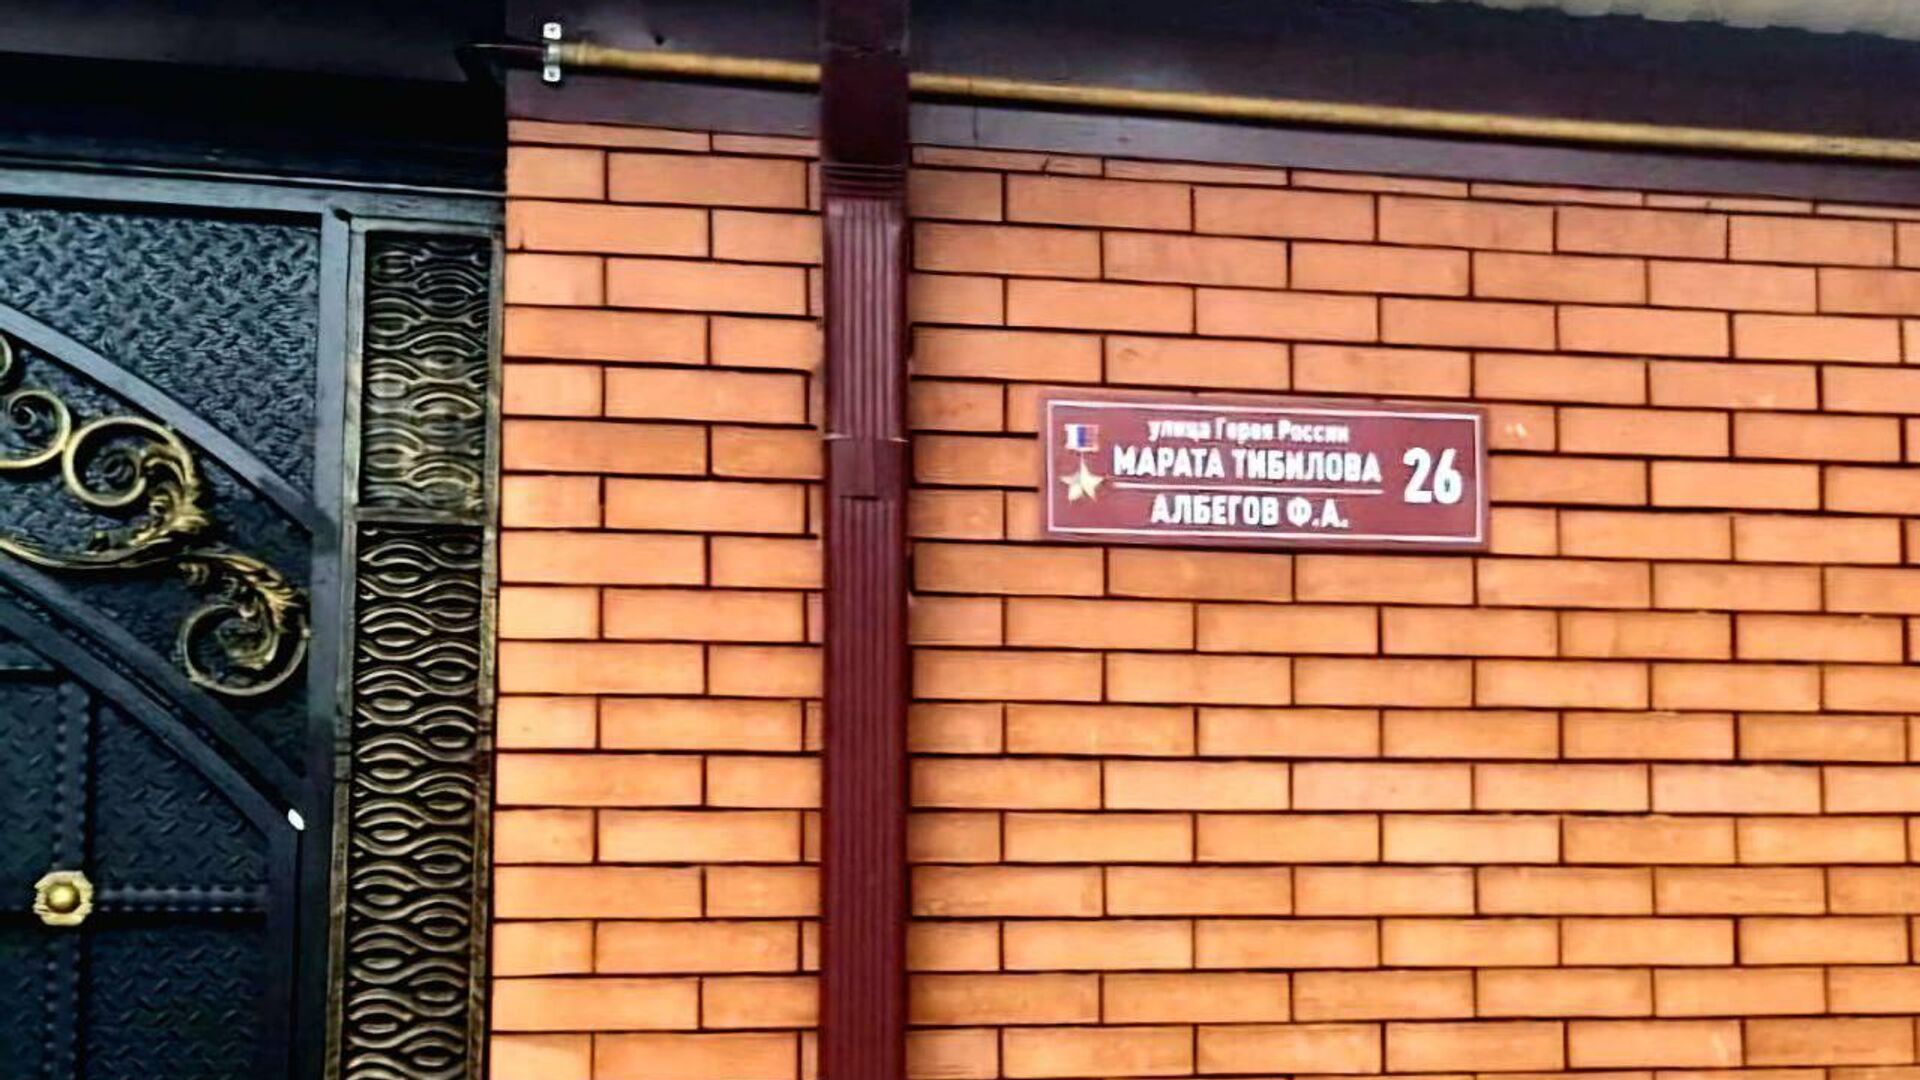 улица Героя России
МАРАТА ТИБИЛОВА
26
АЛБЕГОВ Ф.А.